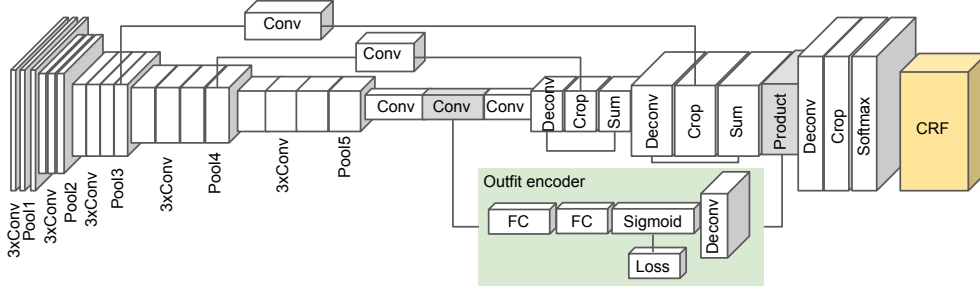 Conv
Conv
Conv
Conv
Conv
Deconv
Crop
Sum
Deconv
Crop
Sum
Product
Deconv
Crop
Softmax
CRF
3xConv
Pool1
3xConv
Pool2
3xConv
Pool3
3xConv
Pool4
3xConv
Pool5
Outfit encoder
FC
FC
Sigmoid
Deconv
Loss